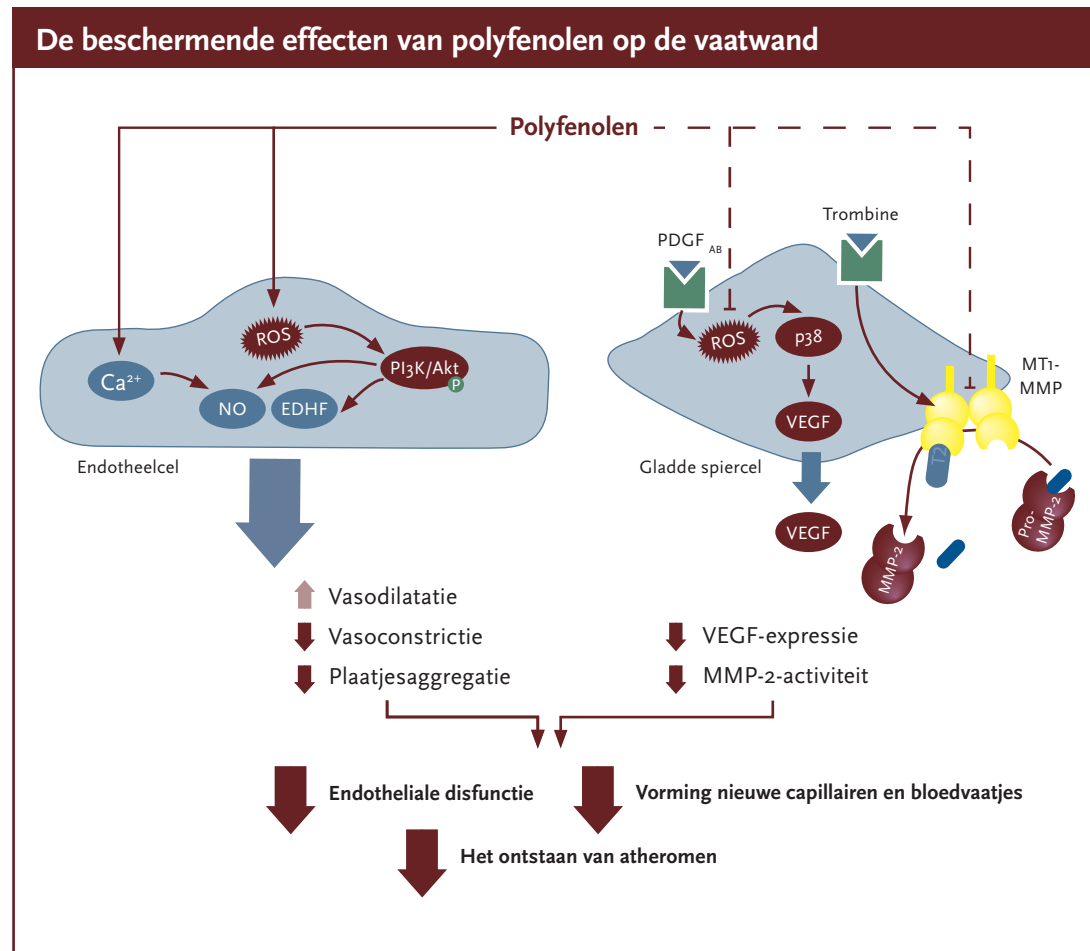 De beschermende effecten van polyfenolen op de vaatwand
Polyfenolen
Trombine
PDGF AB
ROS
PI3K/Akt
P
Ca²⁺
NO
EDHF
Endotheelcel
ROS
p38
VEGF
MT1-
MMP
T2
Gladde spiercel
VEGF
Pro-
MMP-2
MMP-2
Vasodilatatie
Vasoconstrictie
Plaatjesaggregatie
VEGF-expressie
MMP-2-activiteit
Endotheliale disfunctie
Vorming nieuwe capillairen en bloedvaatjes
Het ontstaan van atheromen